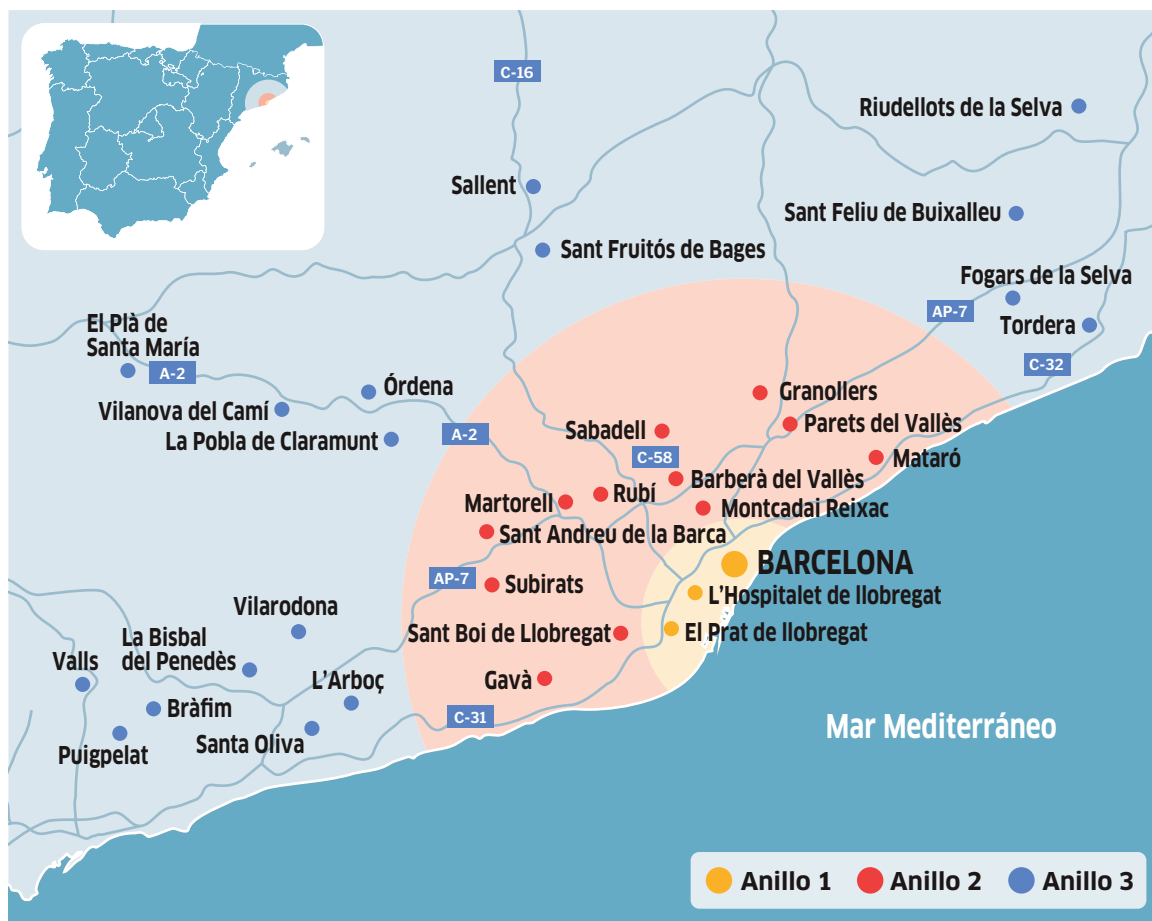 C-16
Riudellots de la Selva
Sallent
Sant Feliu de Buixalleu
Sant Fruitós de Bages
Fogars de la Selva
AP-7
Tordera
El Plà de
Santa María
A-2
C-32
Órdena
Granollers
Vilanova del Camí
Parets del Vallès
La Pobla de Claramunt
A-2
Sabadell
C-58
Mataró
Barberà del Vallès
Rubí
Martorell
Montcadai Reixac
Sant Andreu de la Barca
BARCELONA
AP-7
Subirats
L'Hospitalet de llobregat
Vilarodona
El Prat de llobregat
Sant Boi de Llobregat
La Bisbal
del Penedès
Valls
L'Arboç
Gavà
Bràfim
C-31
Santa Oliva
Puigpelat
Mar Mediterráneo
Anillo 1
Anillo 2
Anillo 3